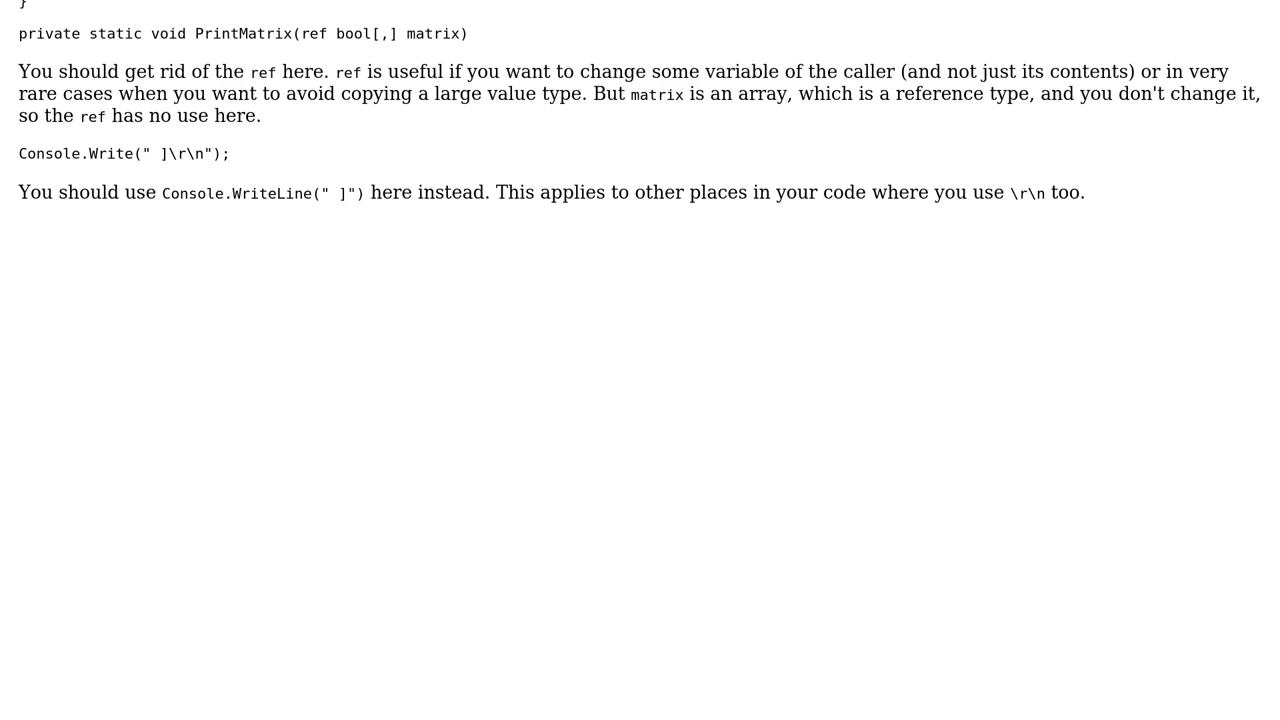 }
private static void PrintMatrix(ref bool[,] matrix)
You should get rid of the ref here. ref is useful if you want to change some variable of the caller (and not just its contents) or in very
rare cases when you want to avoid copying a large value type. But matrix is an array, which is a reference type, and you don't change it,
so the ref has no use here.
Console.Write(" ]\r\n");
You should use Console.WriteLine(" ]") here instead. This applies to other places in your code where you use \r\n too.